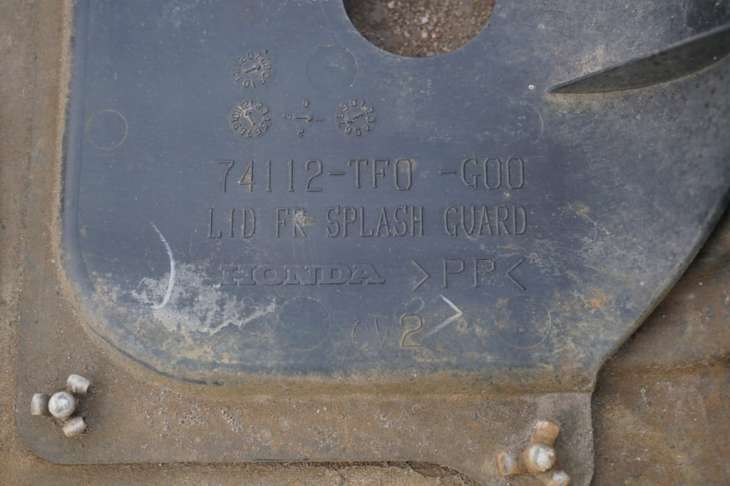 74112-TF0 -G00
LID FR SPLASH GUARD
HONDA >PP<